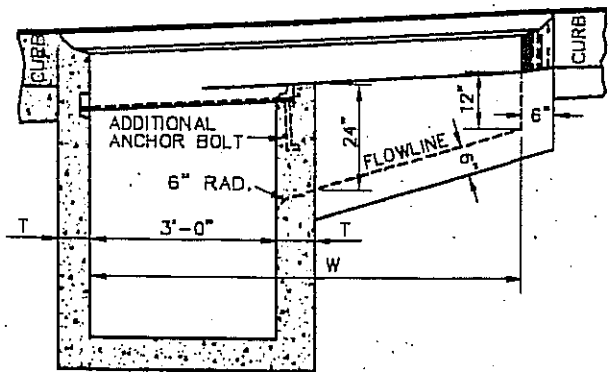 CURB
CURB
ADDITIONAL
ANCHOR BOLT
24"
12"
6"
FLOWLINE
9"
6" RAD.
T
3'-0"
T
W